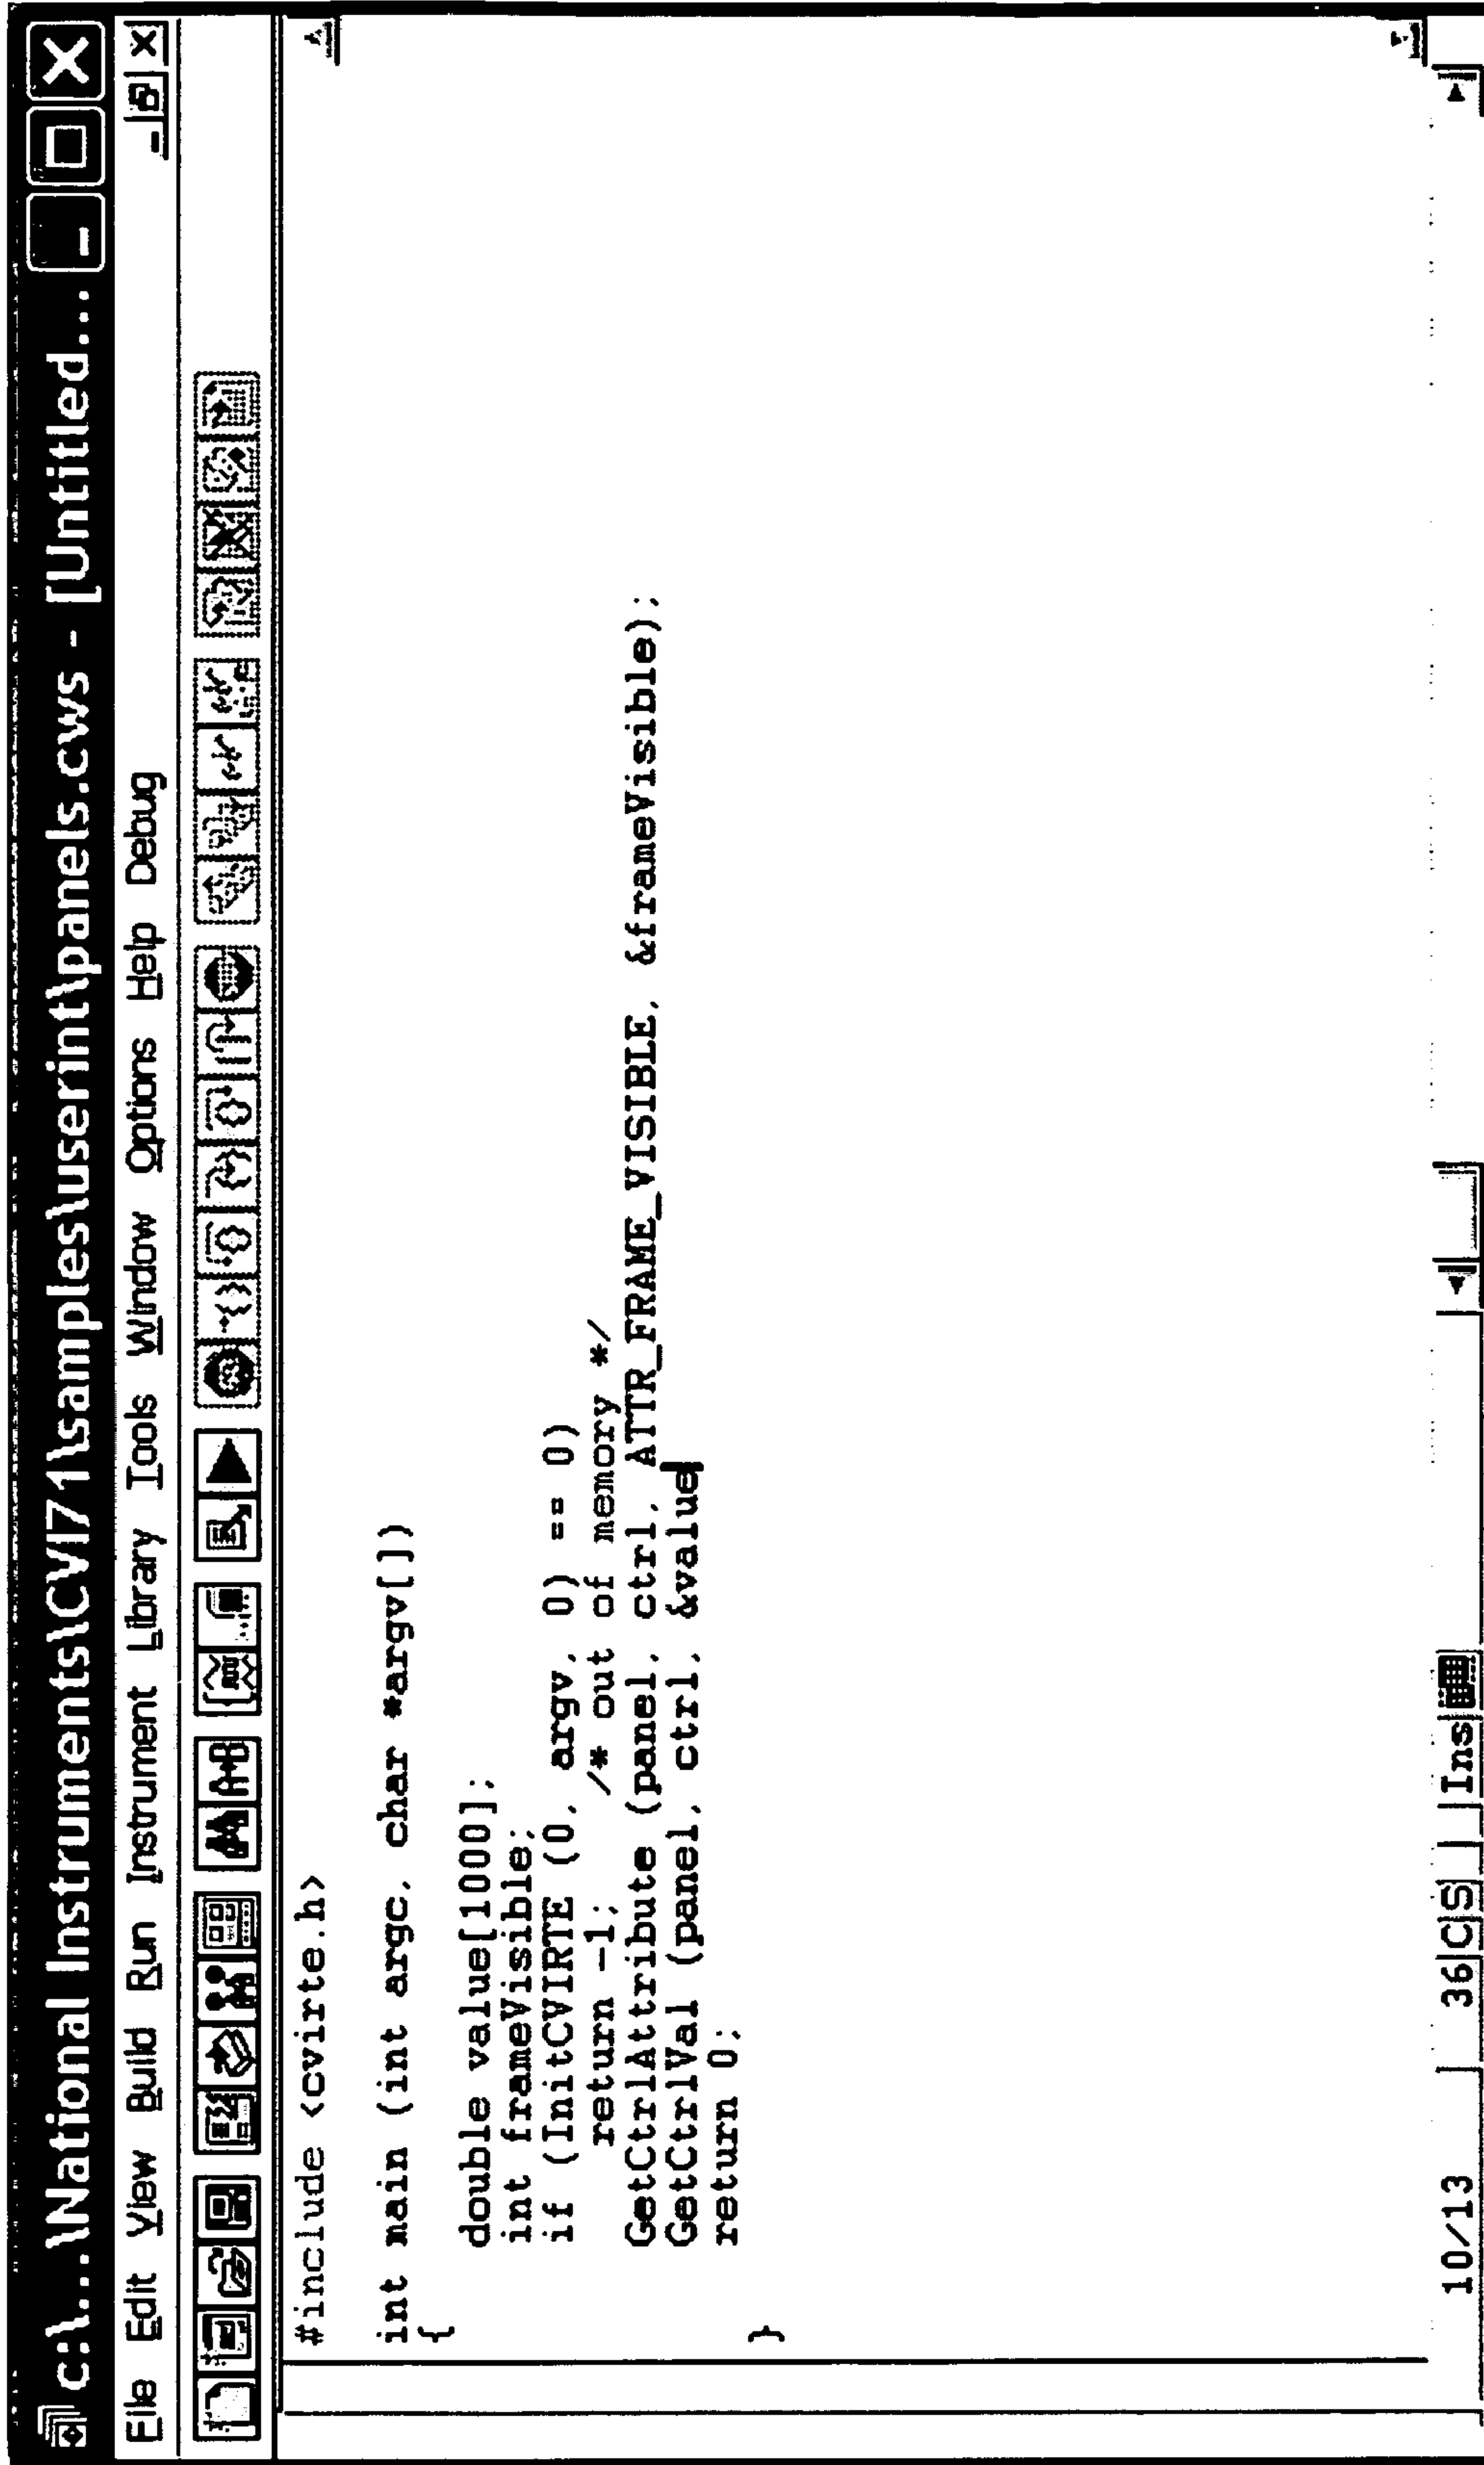 c:\...\National Instruments\CVI71\samples\userint\panels.cws - [Untitled...
File Edit View Build Run Instrument Library Tools Window Options Help Debug
#include <cvirte.h>
int main (int argc, char *argv[])
{
double value[1000];
int frameVisible;
if (InitCVIRTE (0, argv, 0) == 0)
return -1; /* out of memory */
GetCtrlAttribute (panel, ctrl, ATTR_FRAME_VISIBLE, &frameVisible);
GetCtrlVal (panel, ctrl, &value
return 0;
}
10/13 36 C S Ins